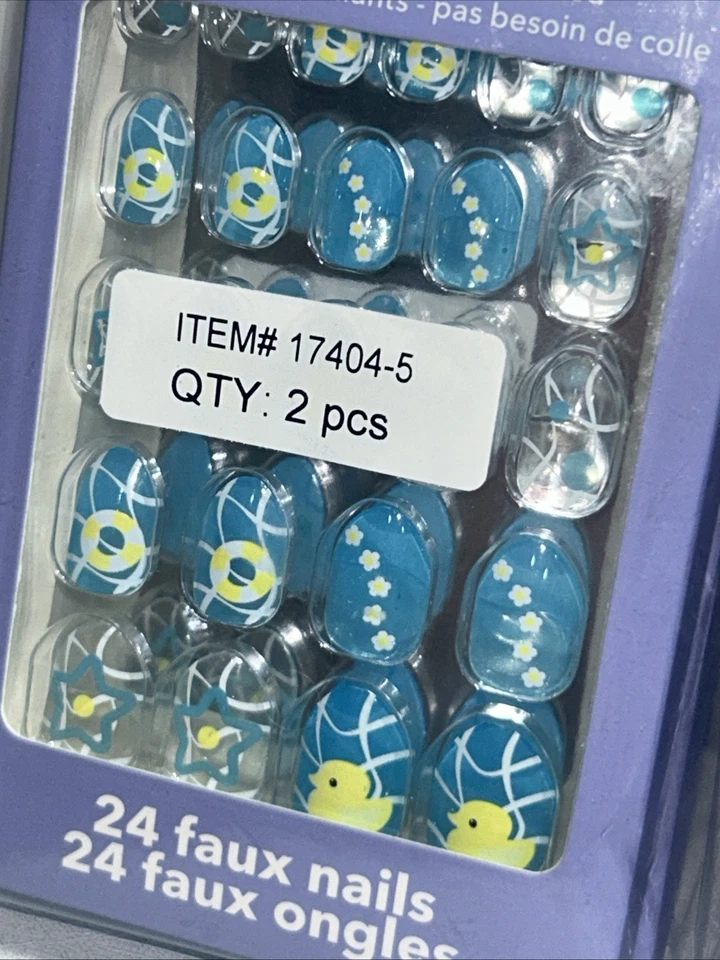 - pas besoin de colle
ITEM# 17404-5
QTY: 2 pcs
24 faux nails
24 faux ongles